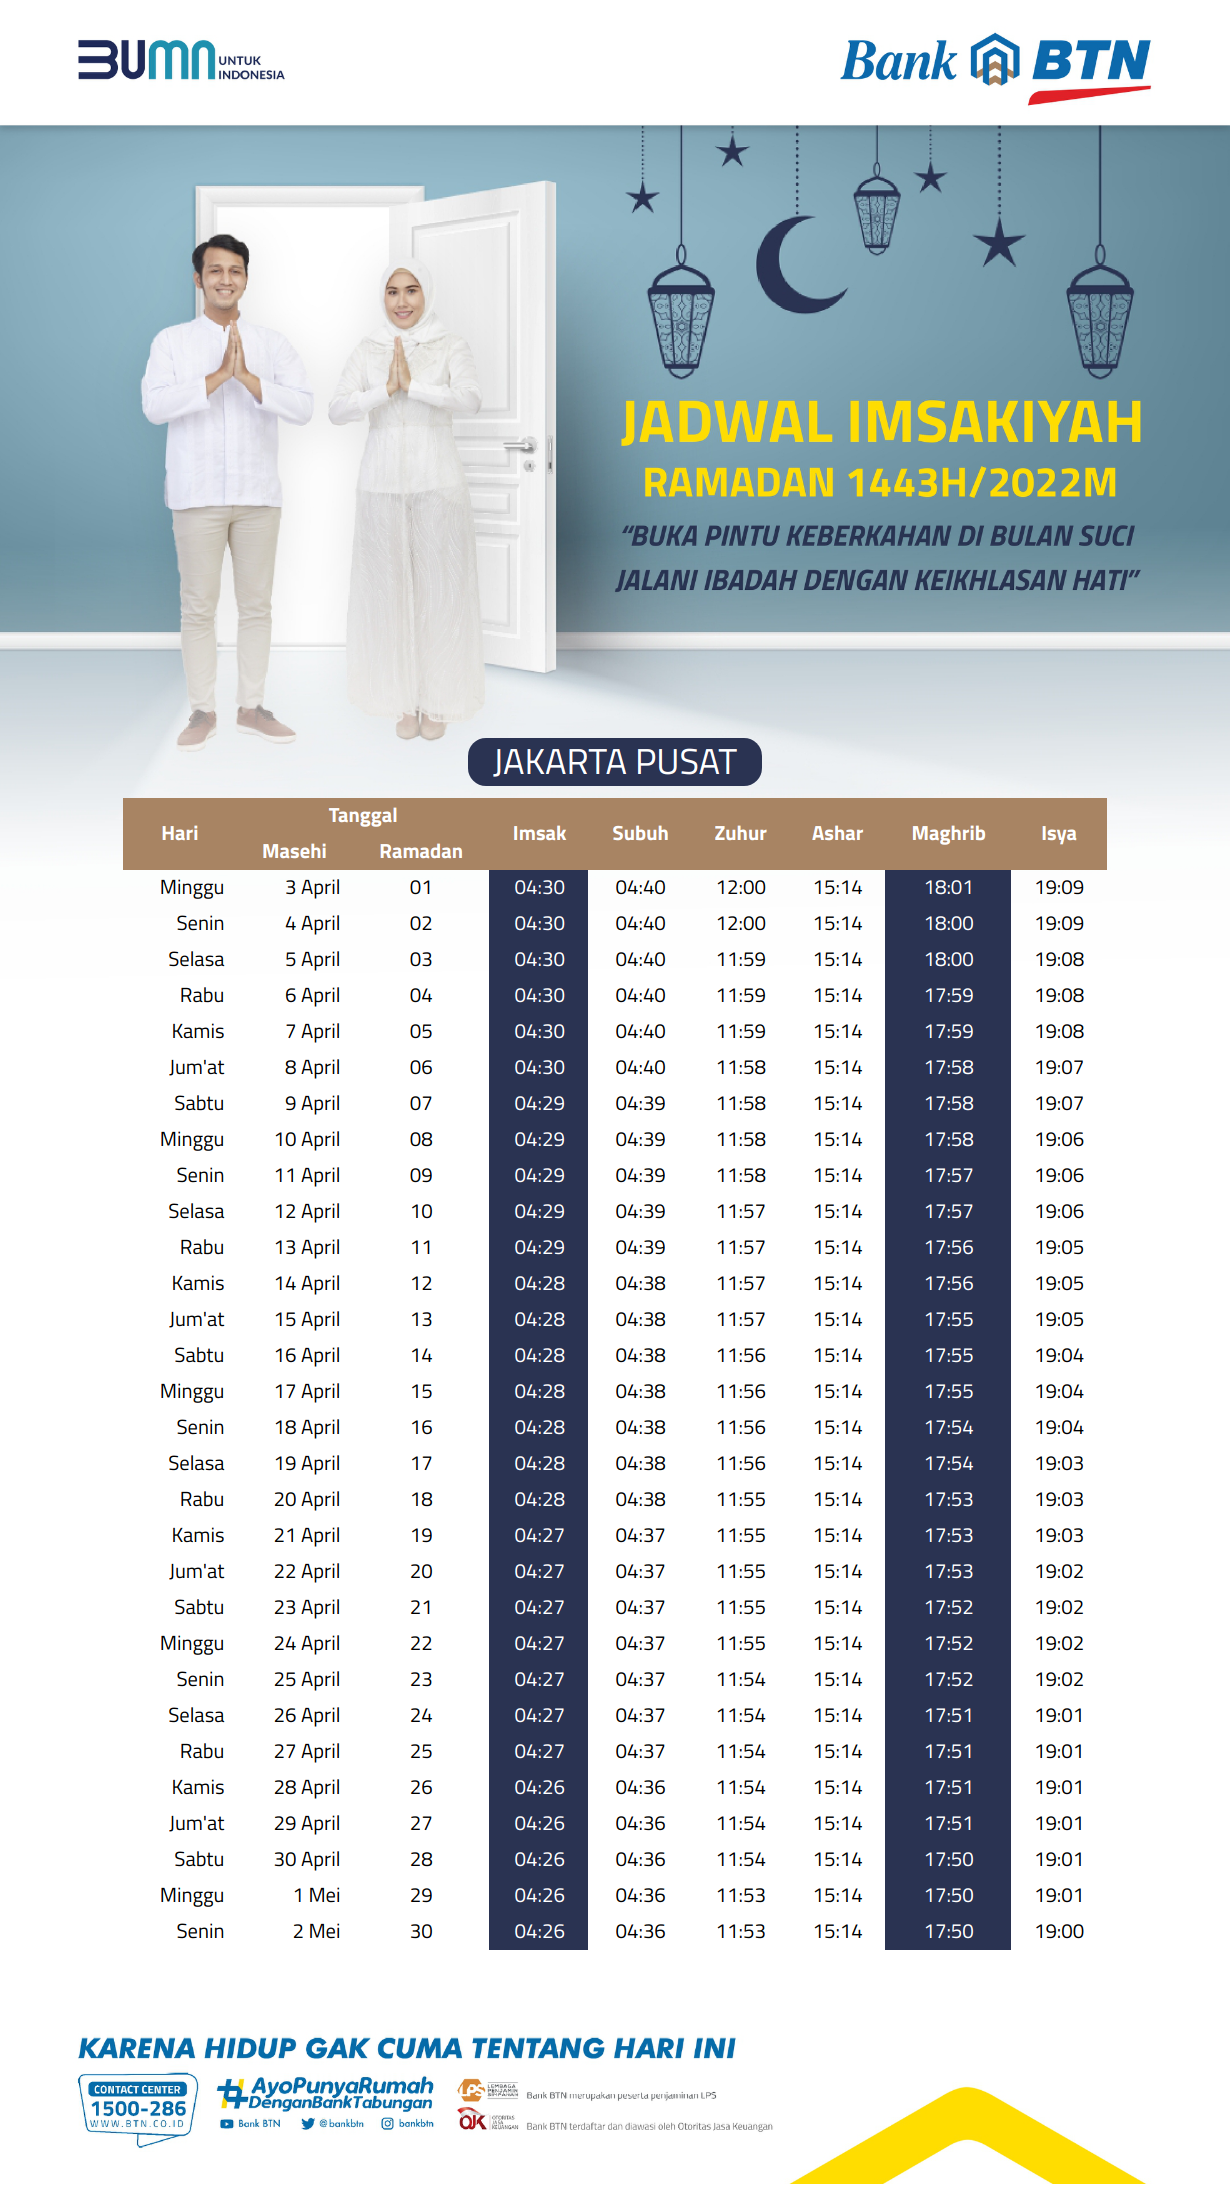 BUMN UNTUK INDONESIA
Bank BTN
JADWAL IMSAKIYAH
RAMADAN 1443H/2022M
“BUKA PINTU KEBERKAHAN DI BULAN SUCI
JALANI IBADAH DENGAN KEIKHLASAN HATI”
JAKARTA PUSAT
Hari Tanggal Imsak Subuh Zuhur Ashar Maghrib Isya
Masehi Ramadan
Minggu 3 April 01 04:30 04:40 12:00 15:14 18:01 19:09
Senin 4 April 02 04:30 04:40 12:00 15:14 18:00 19:09
Selasa 5 April 03 04:30 04:40 11:59 15:14 18:00 19:08
Rabu 6 April 04 04:30 04:40 11:59 15:14 17:59 19:08
Kamis 7 April 05 04:30 04:40 11:59 15:14 17:59 19:08
Jum'at 8 April 06 04:30 04:40 11:58 15:14 17:58 19:07
Sabtu 9 April 07 04:29 04:39 11:58 15:14 17:58 19:07
Minggu 10 April 08 04:29 04:39 11:58 15:14 17:58 19:06
Senin 11 April 09 04:29 04:39 11:58 15:14 17:57 19:06
Selasa 12 April 10 04:29 04:39 11:57 15:14 17:57 19:06
Rabu 13 April 11 04:29 04:39 11:57 15:14 17:56 19:05
Kamis 14 April 12 04:28 04:38 11:57 15:14 17:56 19:05
Jum'at 15 April 13 04:28 04:38 11:57 15:14 17:55 19:05
Sabtu 16 April 14 04:28 04:38 11:56 15:14 17:55 19:04
Minggu 17 April 15 04:28 04:38 11:56 15:14 17:55 19:04
Senin 18 April 16 04:28 04:38 11:56 15:14 17:54 19:04
Selasa 19 April 17 04:28 04:38 11:56 15:14 17:54 19:03
Rabu 20 April 18 04:28 04:38 11:55 15:14 17:53 19:03
Kamis 21 April 19 04:27 04:37 11:55 15:14 17:53 19:03
Jum'at 22 April 20 04:27 04:37 11:55 15:14 17:53 19:02
Sabtu 23 April 21 04:27 04:37 11:55 15:14 17:52 19:02
Minggu 24 April 22 04:27 04:37 11:55 15:14 17:52 19:02
Senin 25 April 23 04:27 04:37 11:54 15:14 17:52 19:02
Selasa 26 April 24 04:27 04:37 11:54 15:14 17:51 19:01
Rabu 27 April 25 04:27 04:37 11:54 15:14 17:51 19:01
Kamis 28 April 26 04:26 04:36 11:54 15:14 17:51 19:01
Jum'at 29 April 27 04:26 04:36 11:54 15:14 17:51 19:01
Sabtu 30 April 28 04:26 04:36 11:54 15:14 17:50 19:01
Minggu 1 Mei 29 04:26 04:36 11:53 15:14 17:50 19:01
Senin 2 Mei 30 04:26 04:36 11:53 15:14 17:50 19:00
KARENA HIDUP GAK CUMA TENTANG HARI INI
CONTACT CENTER
1500-286
WWW.BTN.CO.ID
#AyoPunyaRumah
DenganBankTabungan
Bank BTN @bankbtn bankbtn
LPS LEMBAGA PENJAMIN SIMPANAN Bank BTN merupakan peserta penjaminan LPS
OJK OTORITAS JASA KEUANGAN Bank BTN terdaftar dan diawasi oleh Otoritas Jasa Keuangan